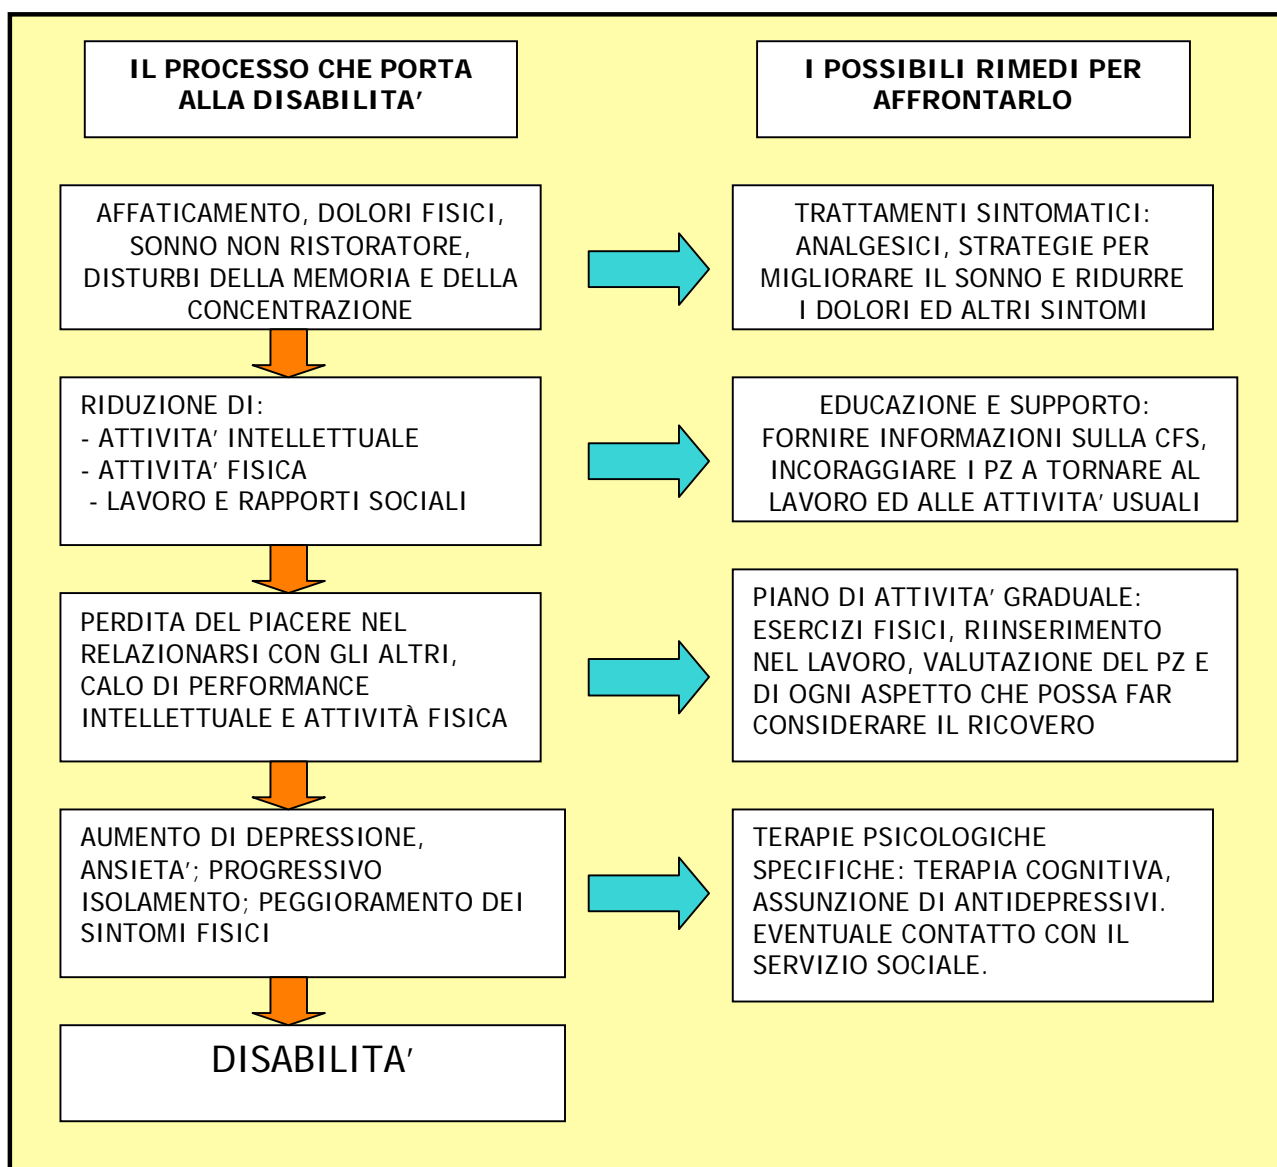 IL PROCESSO CHE PORTA
ALLA DISABILITA’
I POSSIBILI RIMEDI PER
AFFRONTARLO
AFFATICAMENTO, DOLORI FISICI,
SONNO NON RISTORATORE,
DISTURBI DELLA MEMORIA E DELLA
CONCENTRAZIONE
TRATTAMENTI SINTOMATICI:
ANALGESICI, STRATEGIE PER
MIGLIORARE IL SONNO E RIDURRE
I DOLORI ED ALTRI SINTOMI
RIDUZIONE DI:
- ATTIVITA’ INTELLETTUALE
- ATTIVITA’ FISICA
- LAVORO E RAPPORTI SOCIALI
EDUCAZIONE E SUPPORTO:
FORNIRE INFORMAZIONI SULLA CFS,
INCORAGGIARE I PZ A TORNARE AL
LAVORO ED ALLE ATTIVITA’ USUALI
PERDITA DEL PIACERE NEL
RELAZIONARSI CON GLI ALTRI,
CALO DI PERFORMANCE
INTELLETTUALE E ATTIVITÀ FISICA
PIANO DI ATTIVITA’ GRADUALE:
ESERCIZI FISICI, RIINSERIMENTO
NEL LAVORO, VALUTAZIONE DEL PZ E
DI OGNI ASPETTO CHE POSSA FAR
CONSIDERARE IL RICOVERO
AUMENTO DI DEPRESSIONE,
ANSIETA’; PROGRESSIVO
ISOLAMENTO; PEGGIORAMENTO DEI
SINTOMI FISICI
TERAPIE PSICOLOGICHE
SPECIFICHE: TERAPIA COGNITIVA,
ASSUNZIONE DI ANTIDEPRESSIVI.
EVENTUALE CONTATTO CON IL
SERVIZIO SOCIALE.
DISABILITA’